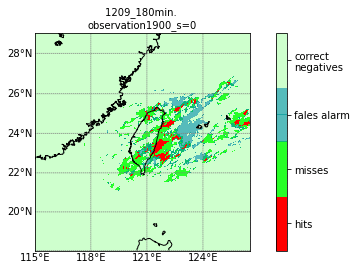 1209_180min.
observation1900_s=0
28°N
26°N
24°N
22°N
20°N
115°E
118°E
121°E
124°E
correct
negatives
fales alarm
misses
hits